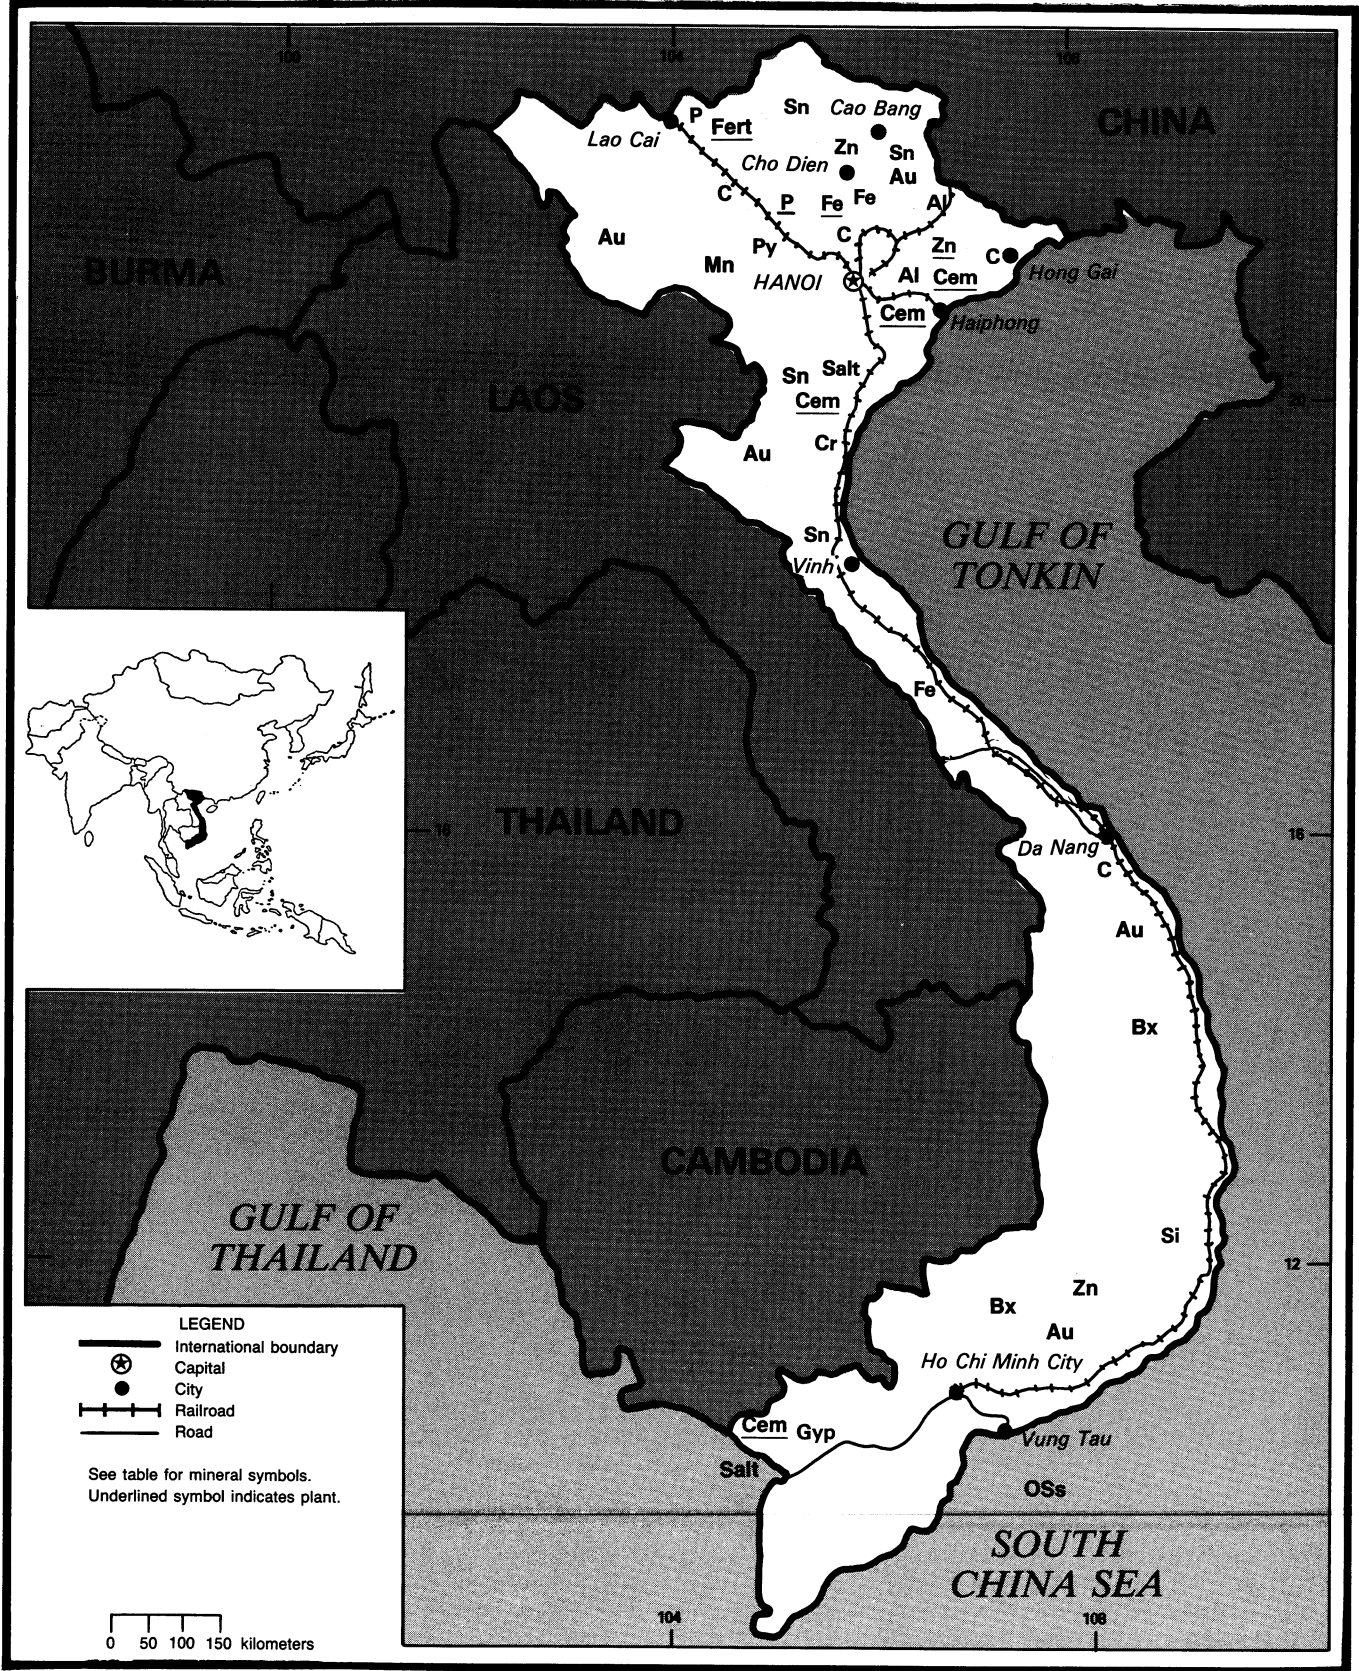 100
104
108
CHINA
Sn
Cao Bang
P
Fert
Lao Cai
Zn
Sn
Cho Dien
Au
C
P
Fe
Fe
Al
Au
C
Py
Zn
C
Mn
Hong Gai
BURMA
HANOI
Al
Cem
Cem
Haiphong
Sn
Salt
LAOS
Cem
20
Cr
Au
GULF OF
TONKIN
Sn
Vinh
Fe
THAILAND
16
16
Da Nang
C
Au
Bx
CAMBODIA
GULF OF
THAILAND
Si
12
Zn
Bx
Au
Ho Chi Minh City
Cem
Gyp
Vung Tau
Salt
OSs
SOUTH
CHINA SEA
104
108
LEGEND
International boundary
Capital
City
Railroad
Road
See table for mineral symbols.
Underlined symbol indicates plant.
0 50 100 150 kilometers